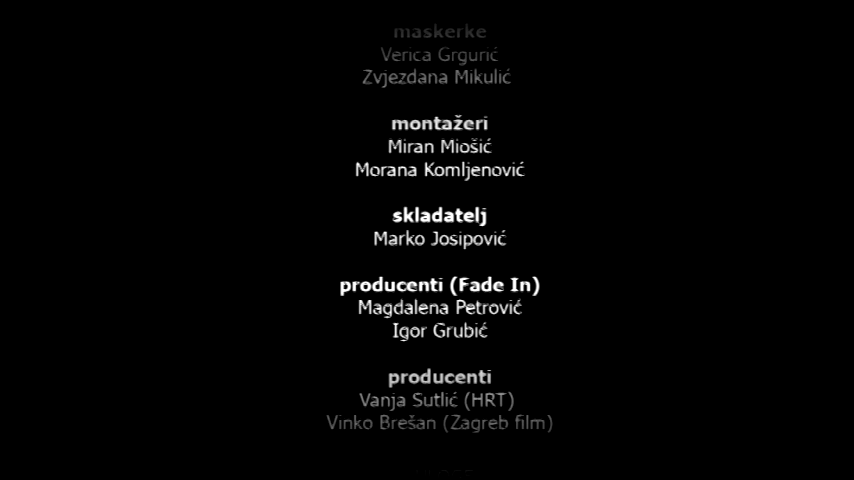 maskerke
Verica Grgurić
Zvjezdana Mikulić
montažeri
Miran Miošić
Morana Komljenović
skladatelj
Marko Josipović
producenti (Fade In)
Magdalena Petrović
Igor Grubić
producenti
Vanja Sutlić (HRT)
Vinko Brešan (Zagreb film)